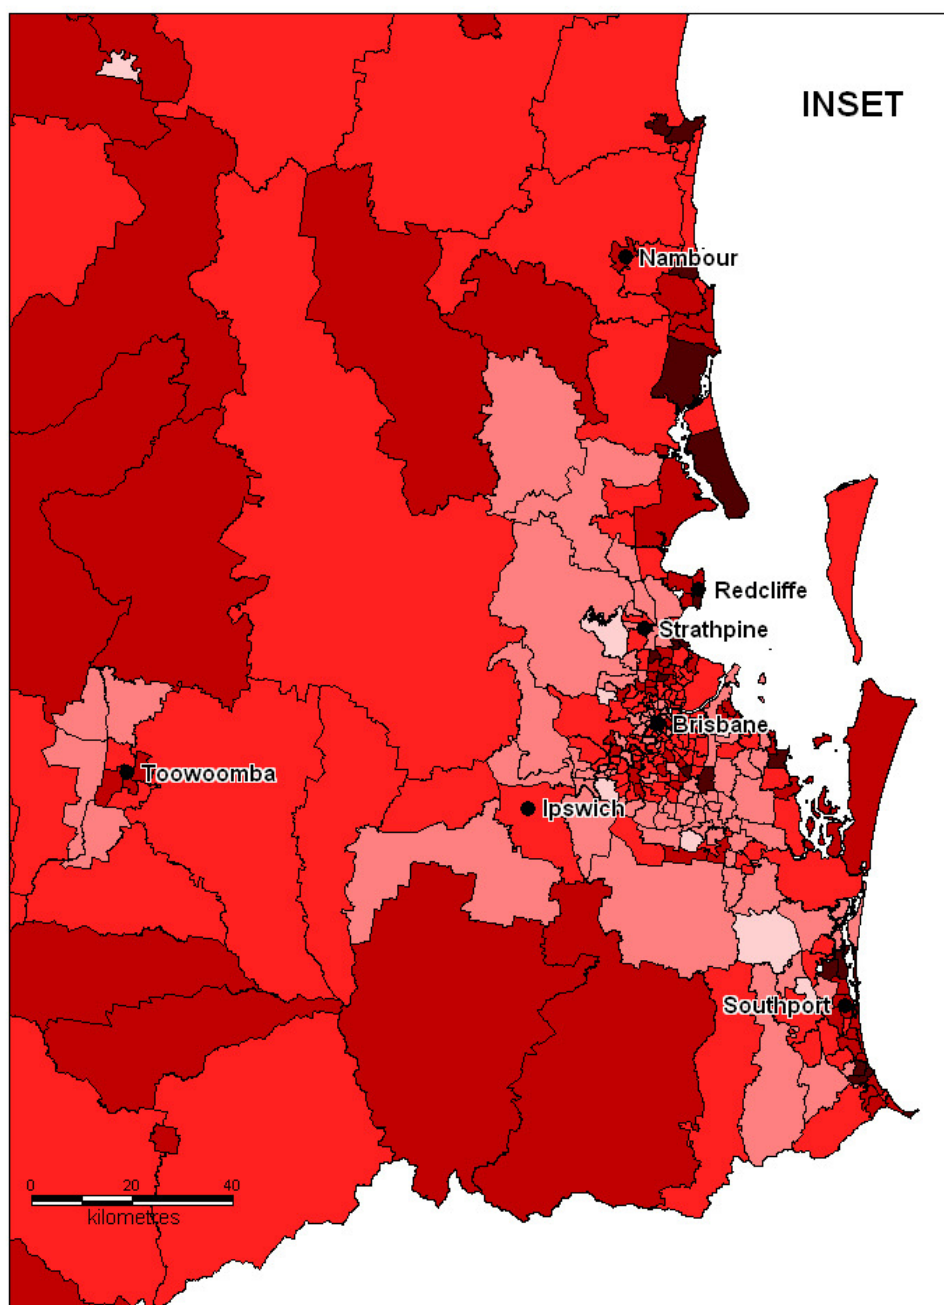 INSET
Nambour
Redcliffe
Strathpine
Brisbane
Toowoomba
Ipswich
Southport
0 20 40
kilometres